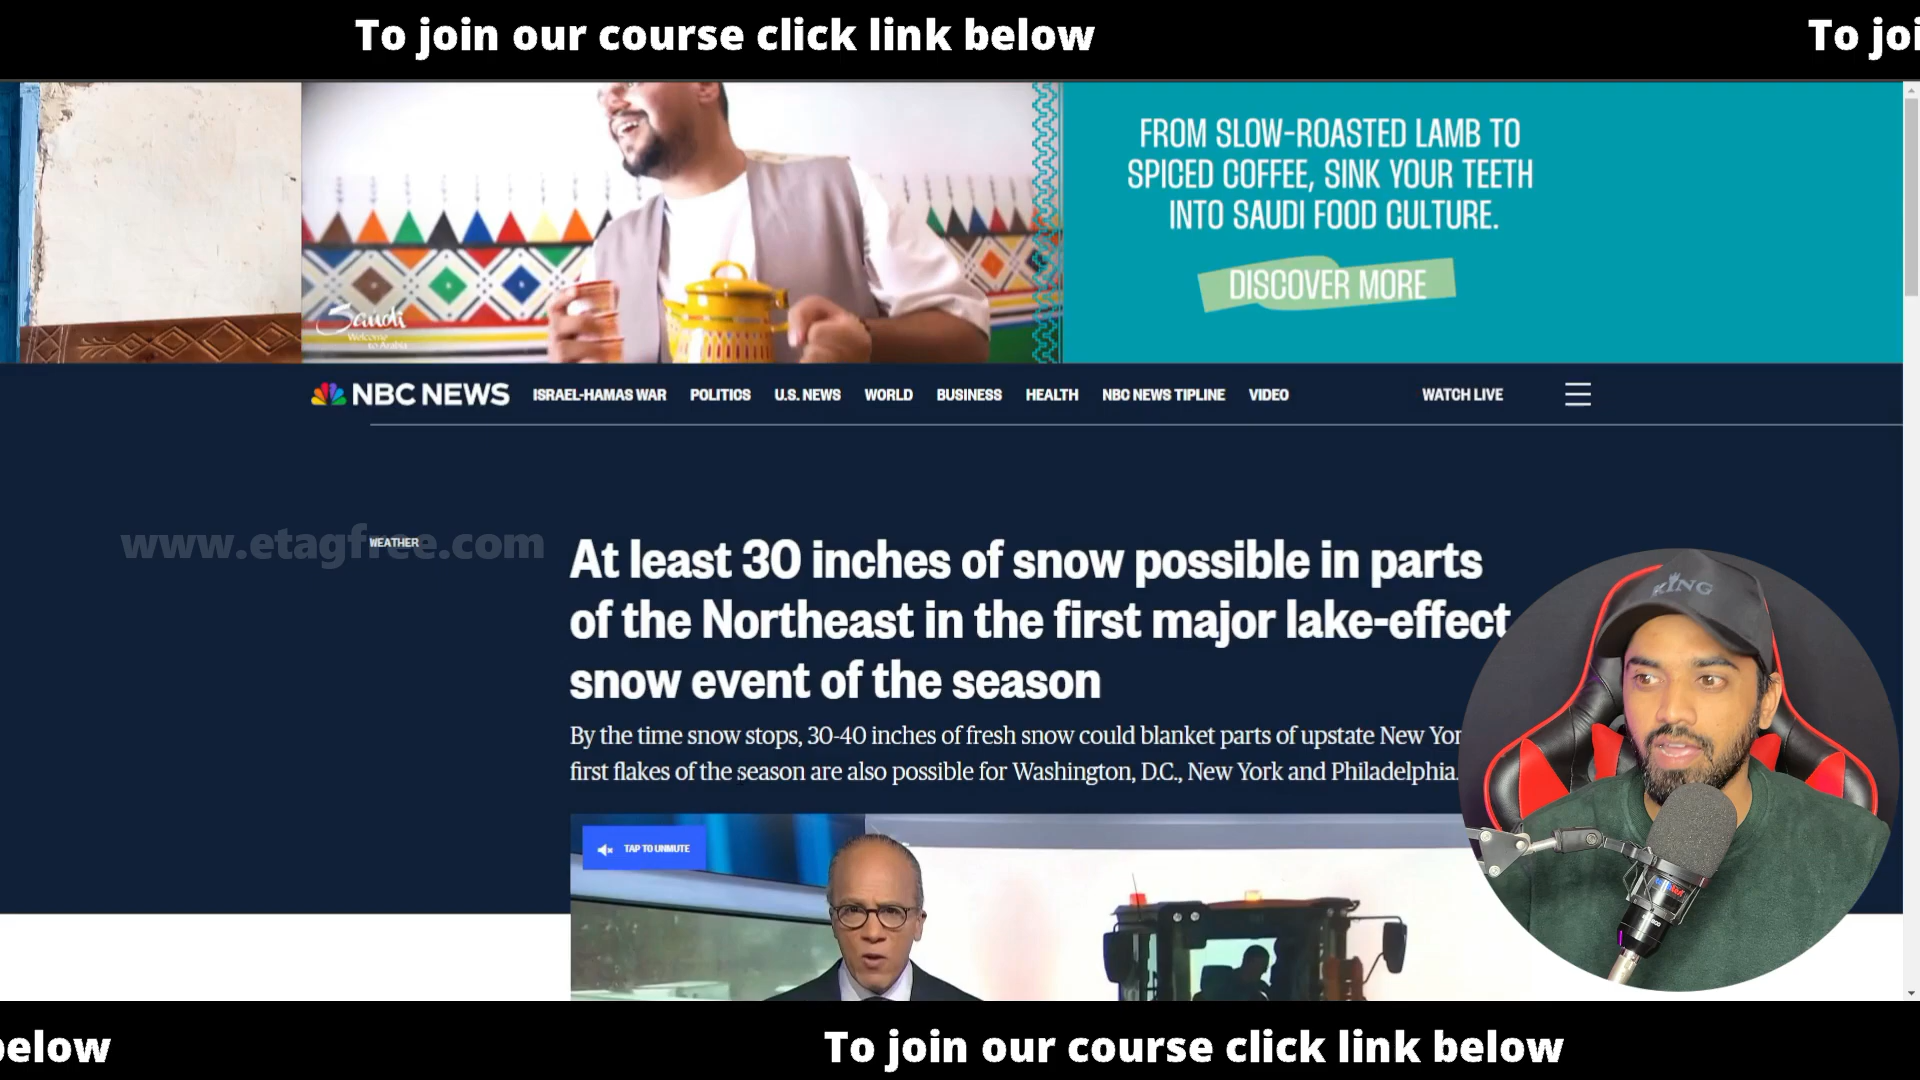 To join our course click link below
To joi
FROM SLOW-ROASTED LAMB TO
SPICED COFFEE, SINK YOUR TEETH
INTO SAUDI FOOD CULTURE.
DISCOVER MORE
Saudi
Welcome
to Arabia
NBC NEWS
ISRAEL-HAMAS WAR
POLITICS
U.S. NEWS
WORLD
BUSINESS
HEALTH
NBC NEWS TIPLINE
VIDEO
WATCH LIVE
www.etagfree.com
WEATHER
At least 30 inches of snow possible in parts
of the Northeast in the first major lake-effect
snow event of the season
By the time snow stops, 30-40 inches of fresh snow could blanket parts of upstate New Yor
first flakes of the season are also possible for Washington, D.C., New York and Philadelphia.
TAP TO UNMUTE
KING
below
To join our course click link below